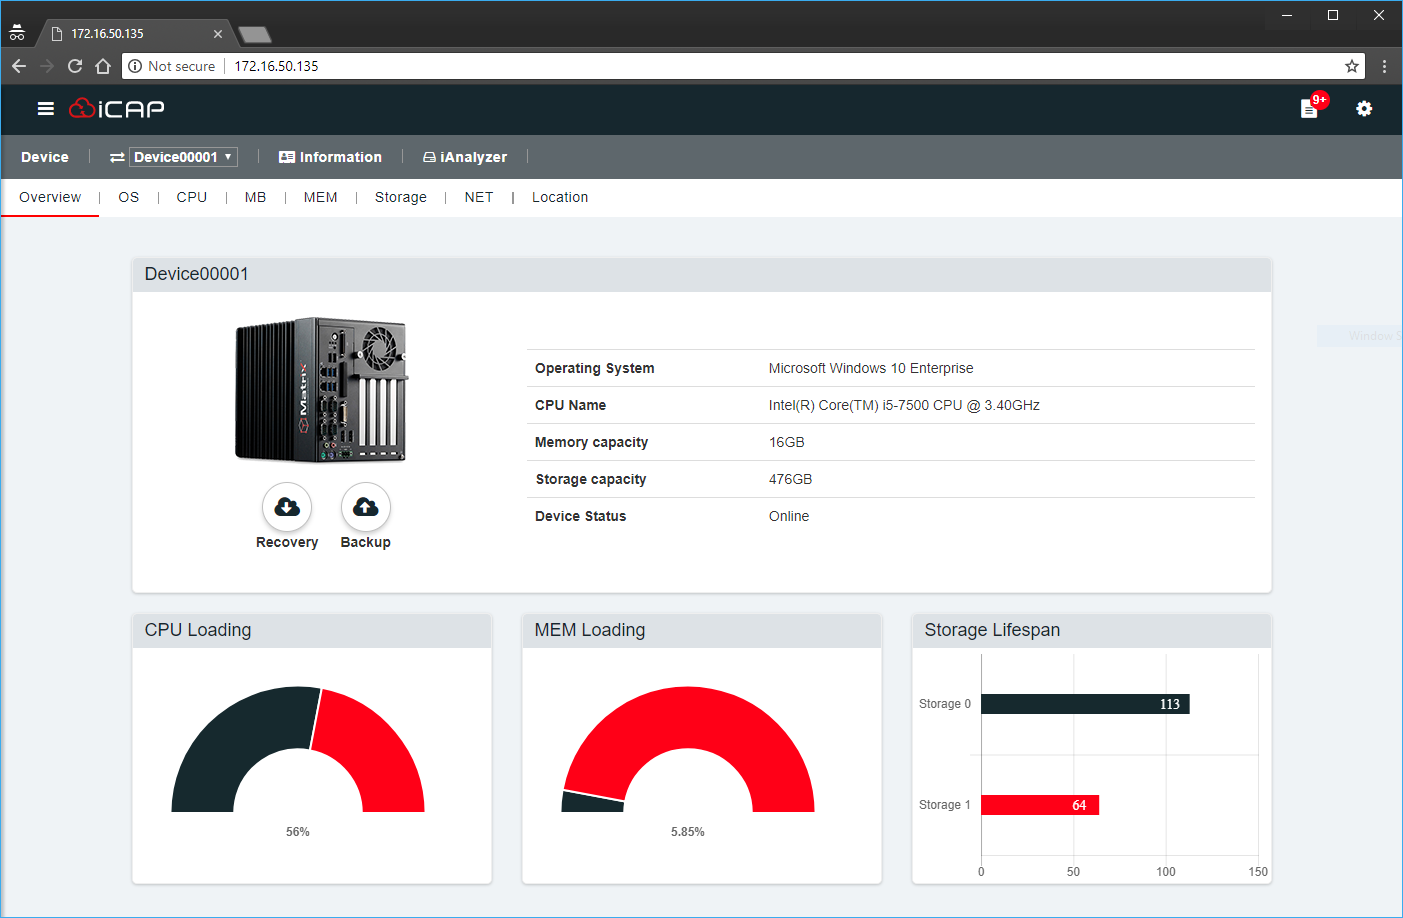 172.16.50.135
Not secure 172.16.50.135
iCAP 9+
Device Device00001 Information iAnalyzer
Overview OS CPU MB MEM Storage NET Location
Device00001
Matrix
Recovery Backup
Operating System Microsoft Windows 10 Enterprise
CPU Name Intel(R) Core(TM) i5-7500 CPU @ 3.40GHz
Memory capacity 16GB
Storage capacity 476GB
Device Status Online
Window S
CPU Loading
56%
MEM Loading
5.85%
Storage Lifespan
Storage 0 113
Storage 1 64
0 50 100 150